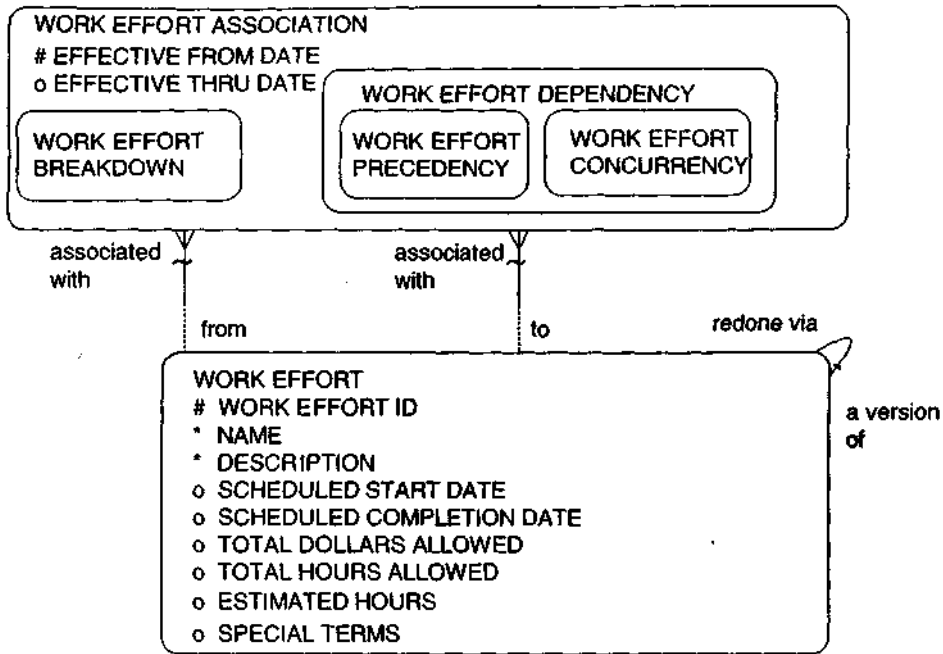 WORK EFFORT ASSOCIATION
# EFFECTIVE FROM DATE
o EFFECTIVE THRU DATE
WORK EFFORT
BREAKDOWN
WORK EFFORT DEPENDENCY
WORK EFFORT
PRECEDENCY
WORK EFFORT
CONCURRENCY
associated
with
associated
with
from
to
redone via
a version
of
WORK EFFORT
# WORK EFFORT ID
* NAME
* DESCRIPTION
o SCHEDULED START DATE
o SCHEDULED COMPLETION DATE
o TOTAL DOLLARS ALLOWED
o TOTAL HOURS ALLOWED
o ESTIMATED HOURS
o SPECIAL TERMS